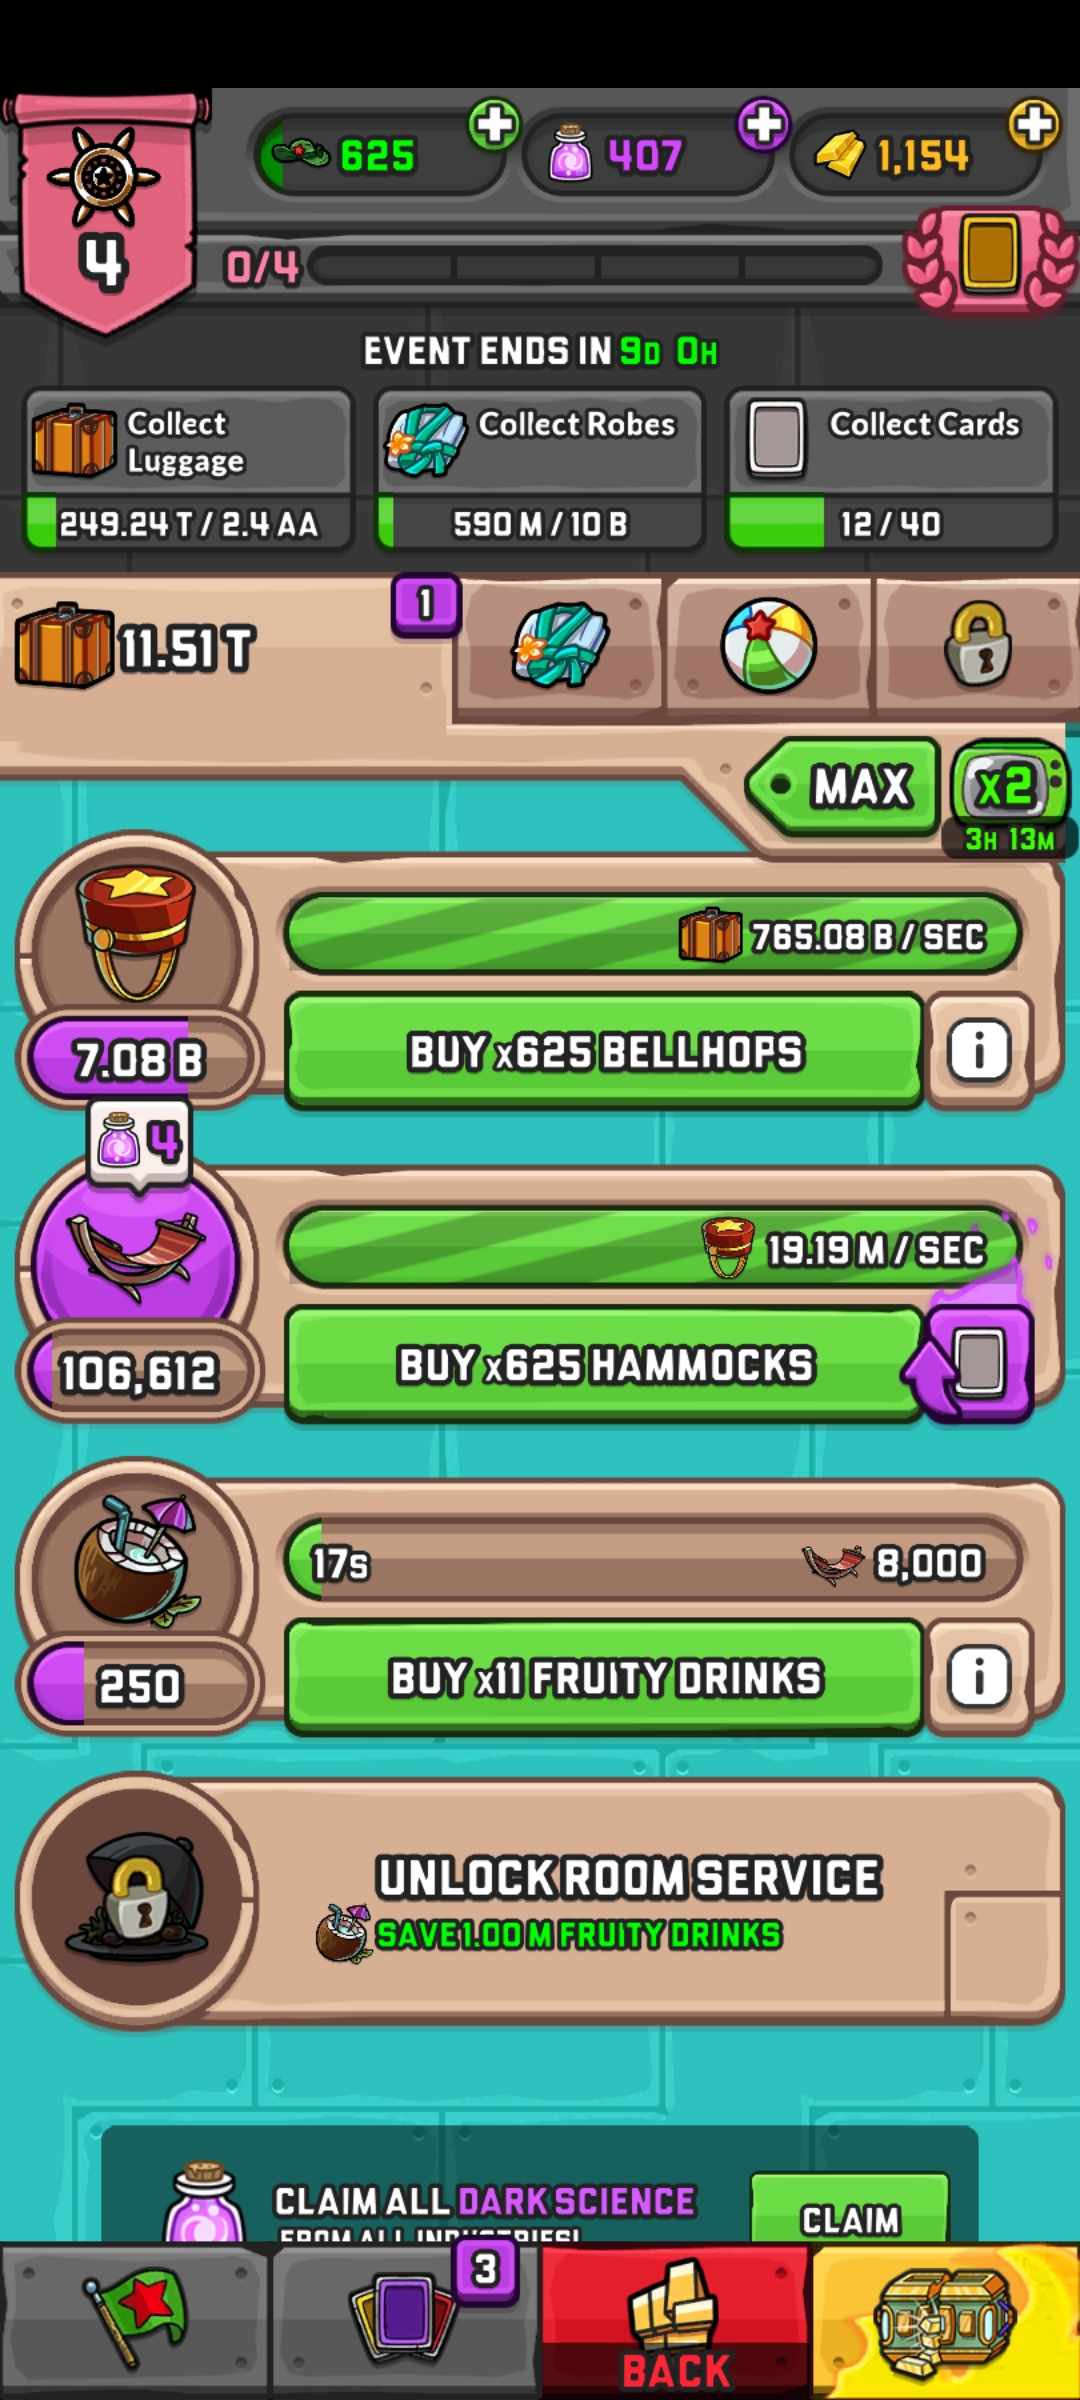 625
407
1,154
4
0/4
EVENT ENDS IN 9D 0H
Collect
Luggage
Collect Robes
Collect Cards
249.24 T / 2.4 AA
590 M / 10 B
12 / 40
11.51 T
1
MAX
x2
3H 13M
765.08 B / SEC
7.08 B
BUY x625 BELLHOPS
i
4
19.19 M / SEC
106,612
BUY x625 HAMMOCKS
17s
8,000
250
BUY x11 FRUITY DRINKS
i
UNLOCK ROOM SERVICE
SAVE 1.00 M FRUITY DRINKS
CLAIM ALL DARK SCIENCE
FROM ALL INDUSTRIES!
CLAIM
3
BACK